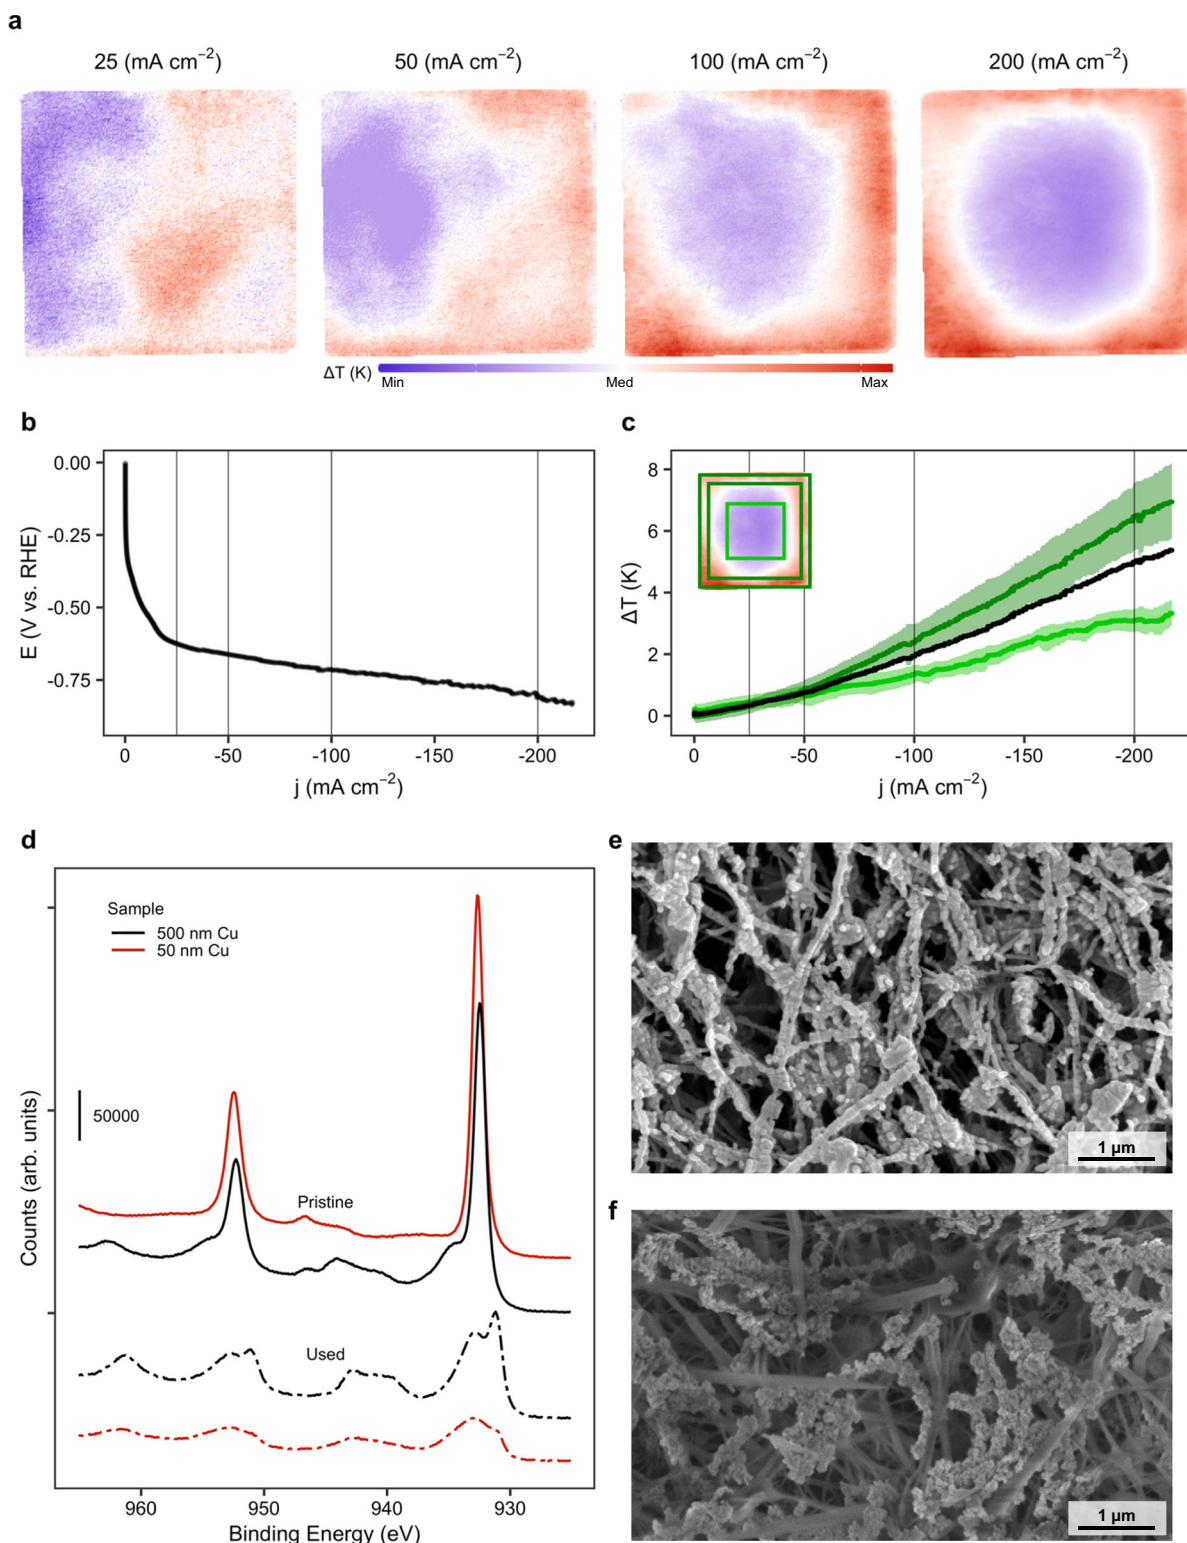 a
25 (mA cm⁻²) 50 (mA cm⁻²) 100 (mA cm⁻²) 200 (mA cm⁻²)
ΔT (K)
Min Med Max
b
0.00
-0.25
-0.50
-0.75
E (V vs. RHE)
0 -50 -100 -150 -200
j (mA cm⁻²)
c
8
6
4
2
0
ΔT (K)
0 -50 -100 -150 -200
j (mA cm⁻²)
d
Sample
500 nm Cu
50 nm Cu
50000
Pristine
Used
Counts (arb. units)
960 950 940 930
Binding Energy (eV)
e
1 µm
f
1 µm